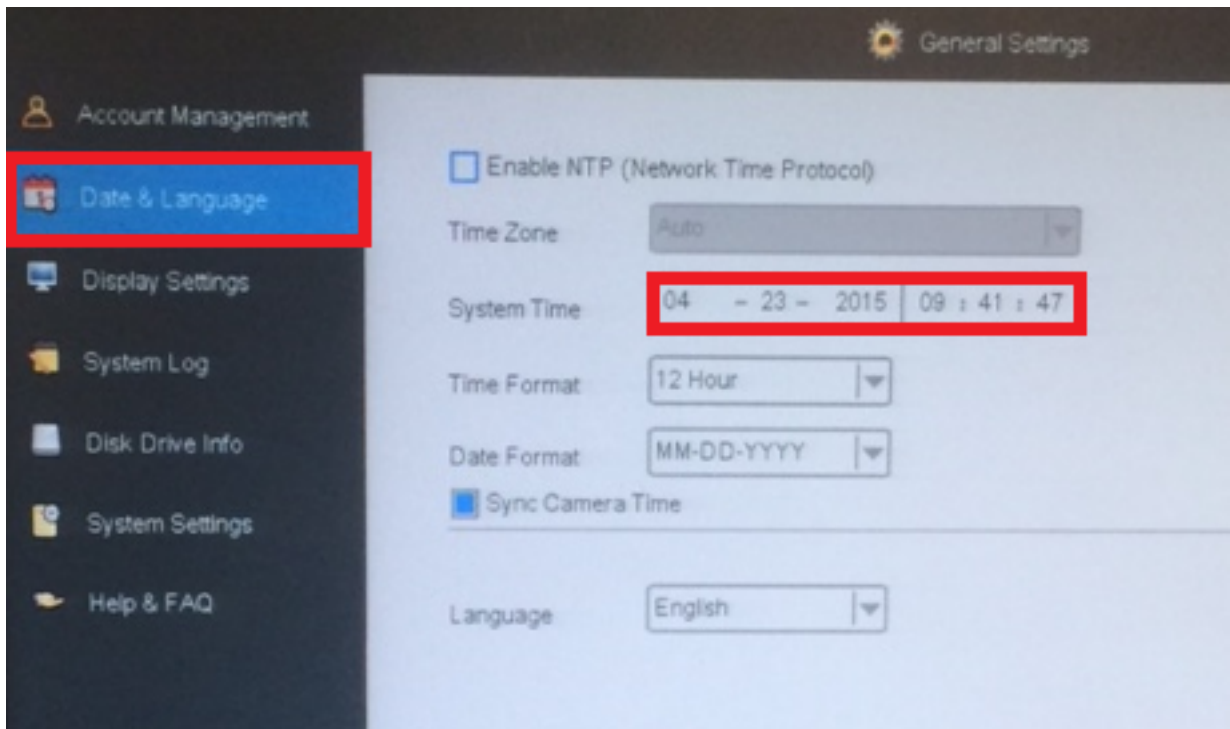 General Settings
Account Management
Date & Language
Display Settings
System Log
Disk Drive Info
System Settings
Help & FAQ
Enable NTP (Network Time Protocol)
Time Zone Auto
System Time 04 - 23 - 2015 09 : 41 : 47
Time Format 12 Hour
Date Format MM-DD-YYYY
Sync Camera Time
Language English